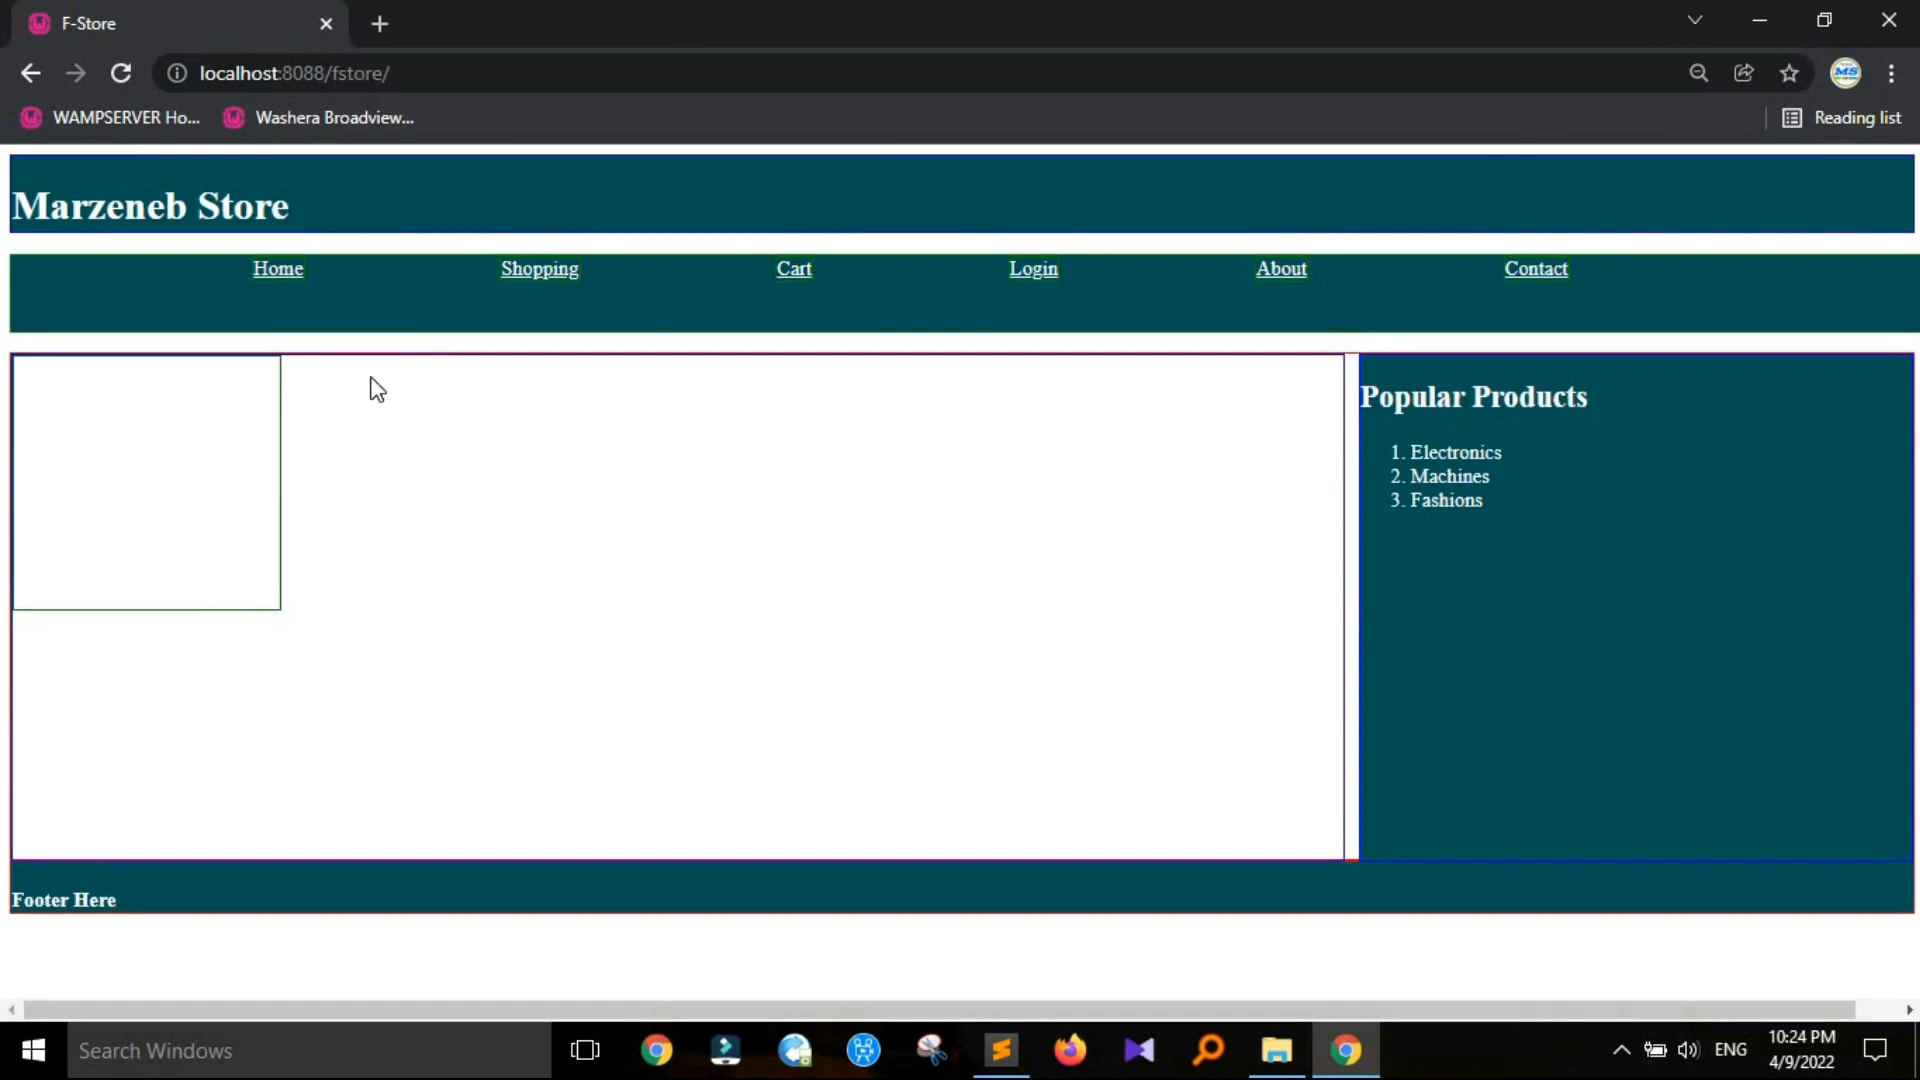 F-Store
localhost:8088/fstore/
MS
WAMPSERVER Ho...
Washera Broadview...
Reading list
Marzeneb Store
Home Shopping Cart Login About Contact
Popular Products
1. Electronics
2. Machines
3. Fashions
Footer Here
Search Windows
ENG
10:24 PM
4/9/2022